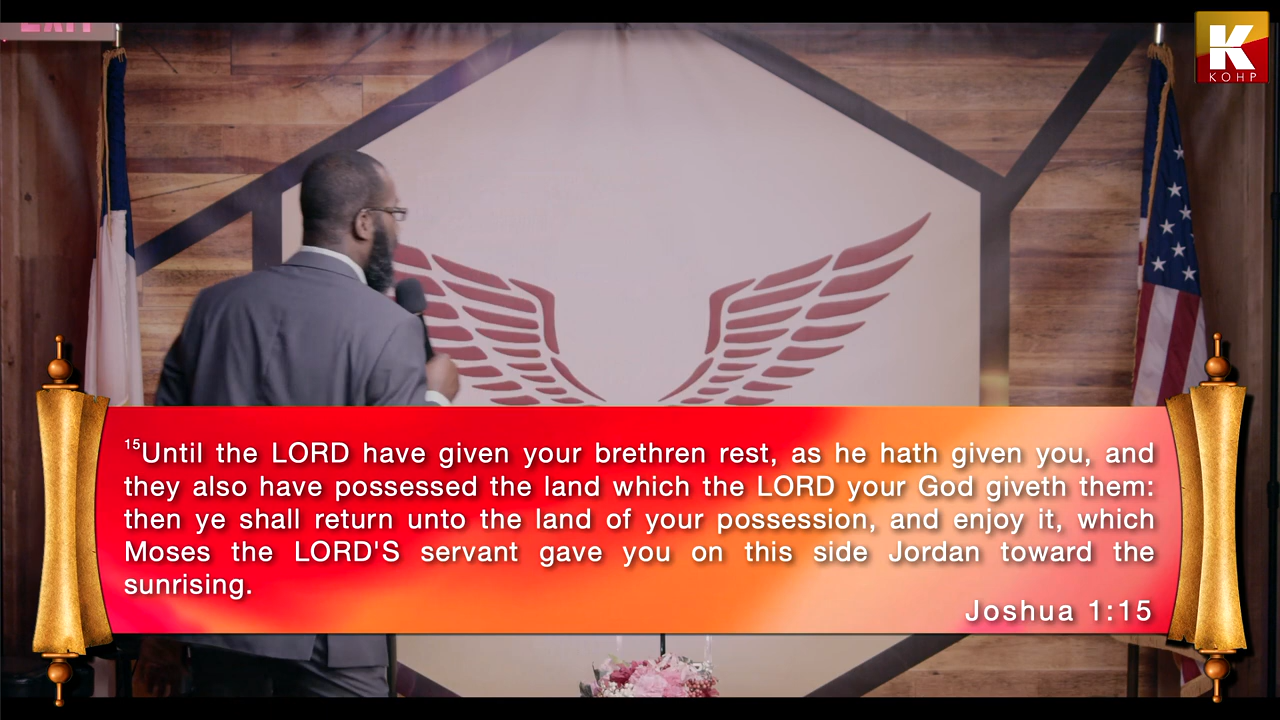 EXIT
K
KOHP
15Until the LORD have given your brethren rest, as he hath given you, and
they also have possessed the land which the LORD your God giveth them:
then ye shall return unto the land of your possession, and enjoy it, which
Moses the LORD'S servant gave you on this side Jordan toward the
sunrising.
Joshua 1:15